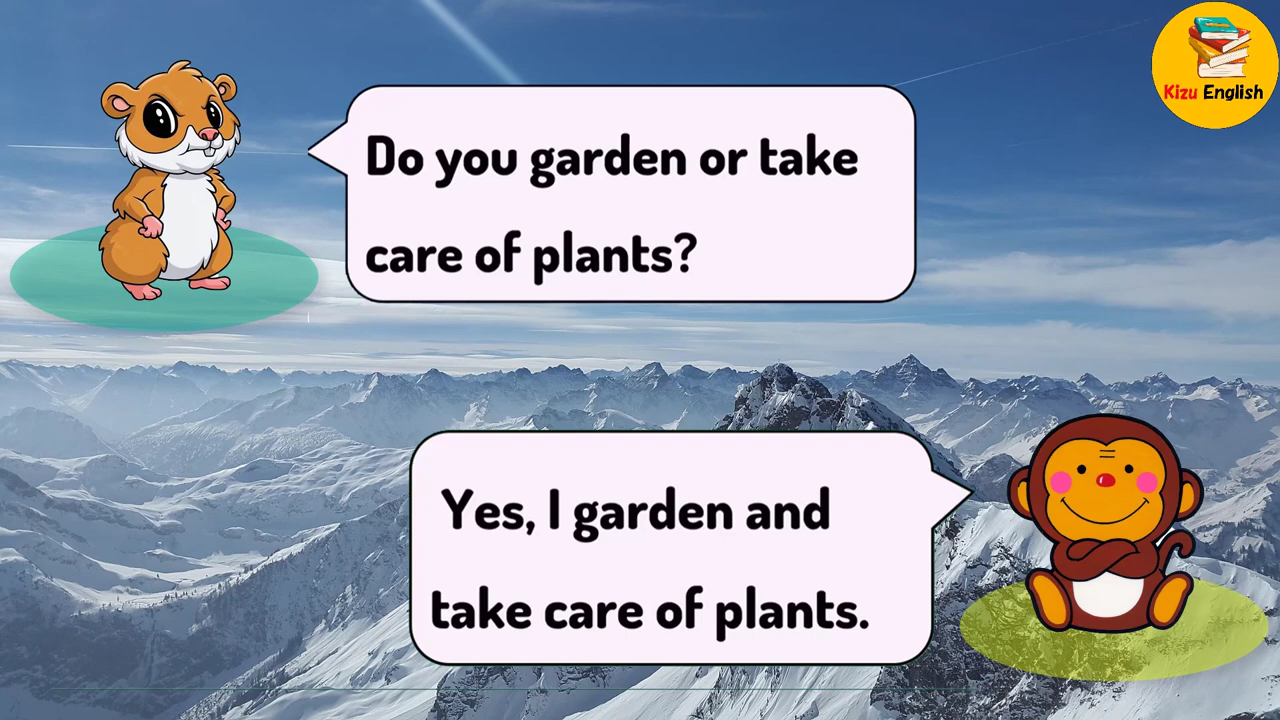 Kizu English
Do you garden or take
care of plants?
Yes, I garden and
take care of plants.